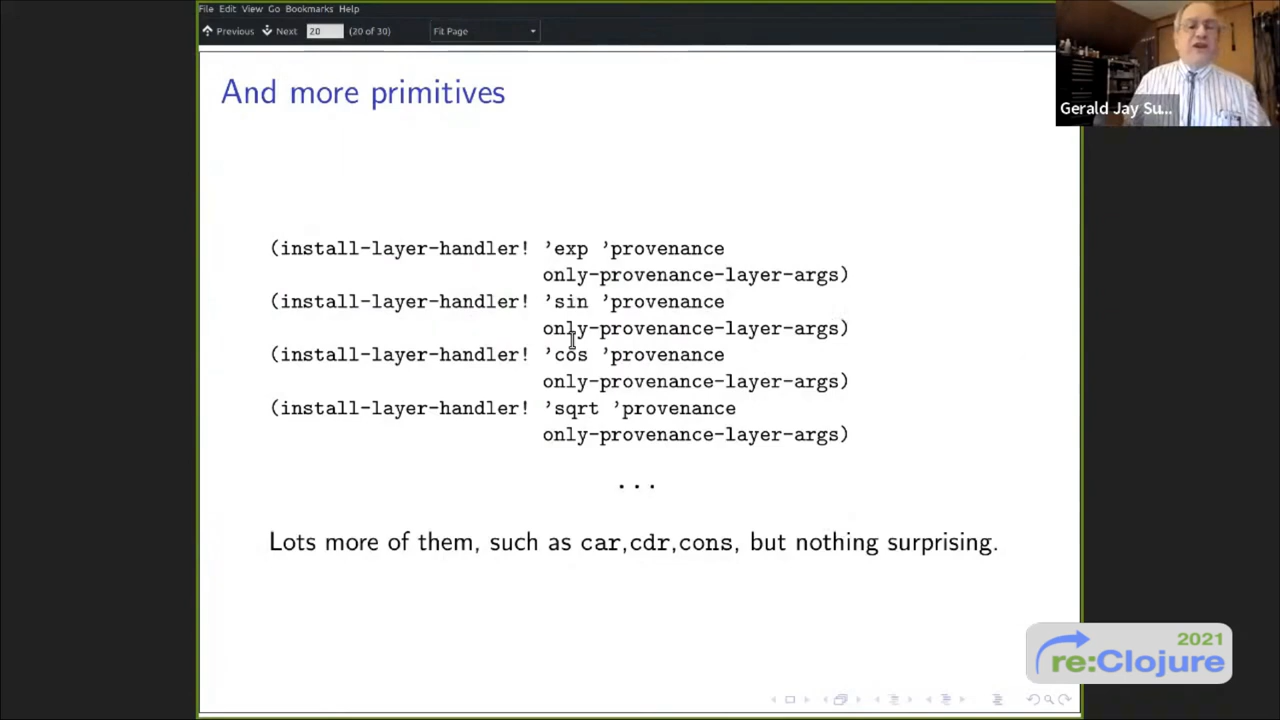 File Edit View Go Bookmarks Help
Previous Next 20 (20 of 30) Fit Page
And more primitives
Gerald Jay Su...
(install-layer-handler! ’exp ’provenance
only-provenance-layer-args)
(install-layer-handler! ’sin ’provenance
only-provenance-layer-args)
(install-layer-handler! ’cos ’provenance
only-provenance-layer-args)
(install-layer-handler! ’sqrt ’provenance
only-provenance-layer-args)
...
Lots more of them, such as car,cdr,cons, but nothing surprising.
2021
re:Clojure